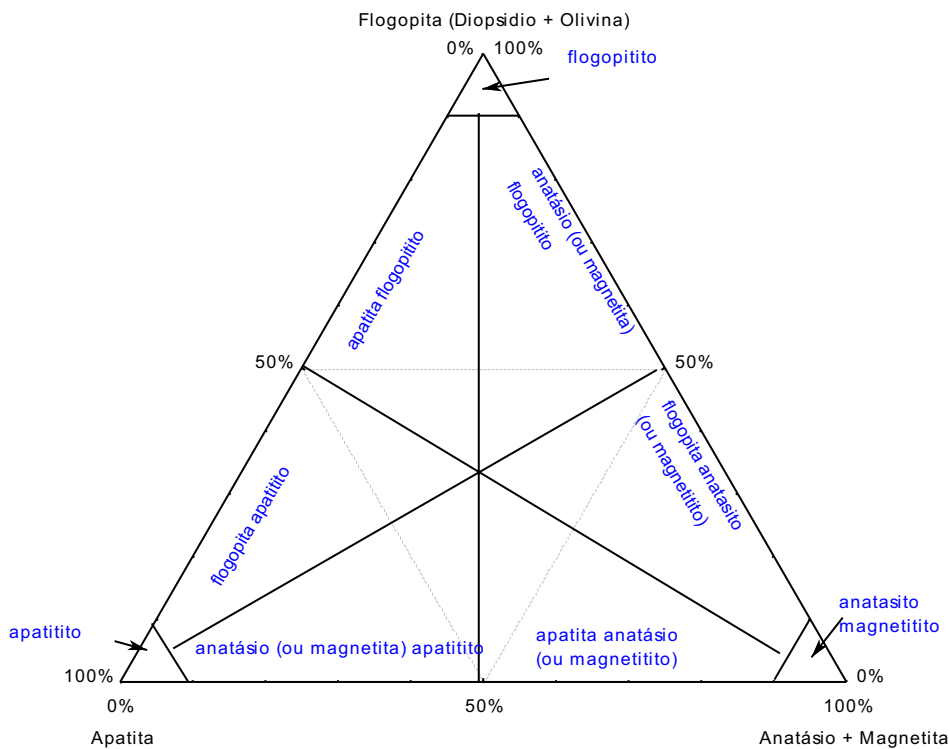 Flogopita (Diopsidio + Olivina)
0% 100%
flogopitito
anatásio (ou magnetita)
flogopitito
apatita flogopitito
50%
50%
flogopita anatasito
(ou magnetitito)
flogopita apatitito
apatitito
anatásio (ou magnetita) apatitito
apatita anatásio
(ou magnetitito)
anatasito
magnetitito
100%
0%
0%
50%
100%
Apatita
Anatásio + Magnetita